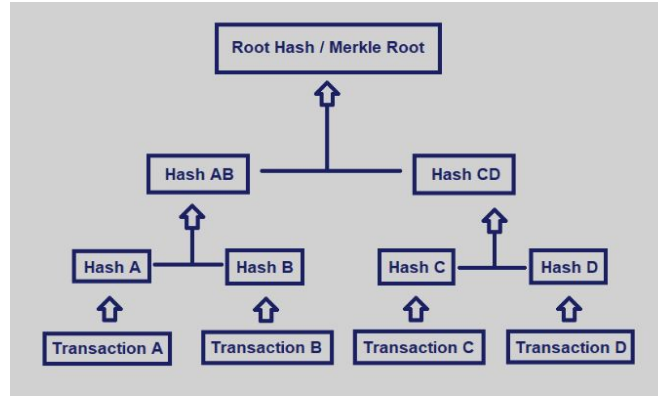 Root Hash / Merkle Root
Hash AB
Hash CD
Hash A
Hash B
Hash C
Hash D
Transaction A
Transaction B
Transaction C
Transaction D